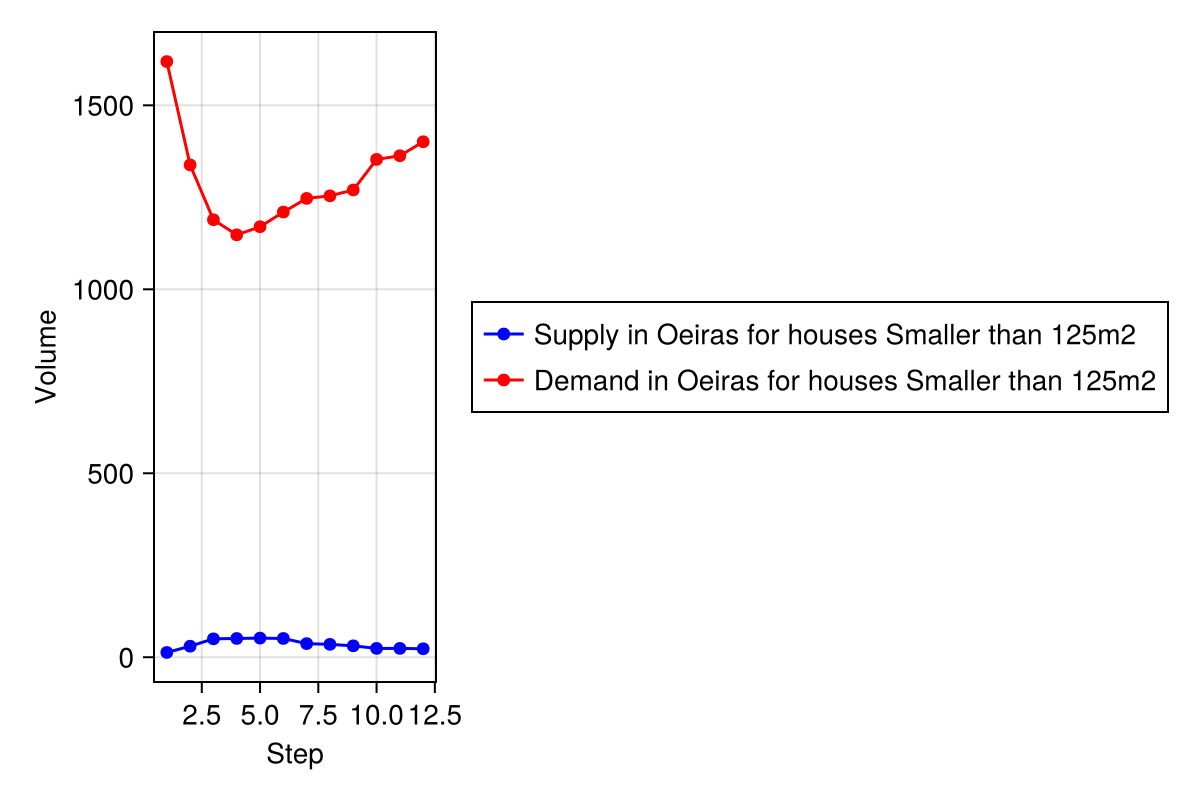 Volume
1500
1000
500
0
2.5 5.0 7.5 10.0 12.5
Step
Supply in Oeiras for houses Smaller than 125m2
Demand in Oeiras for houses Smaller than 125m2